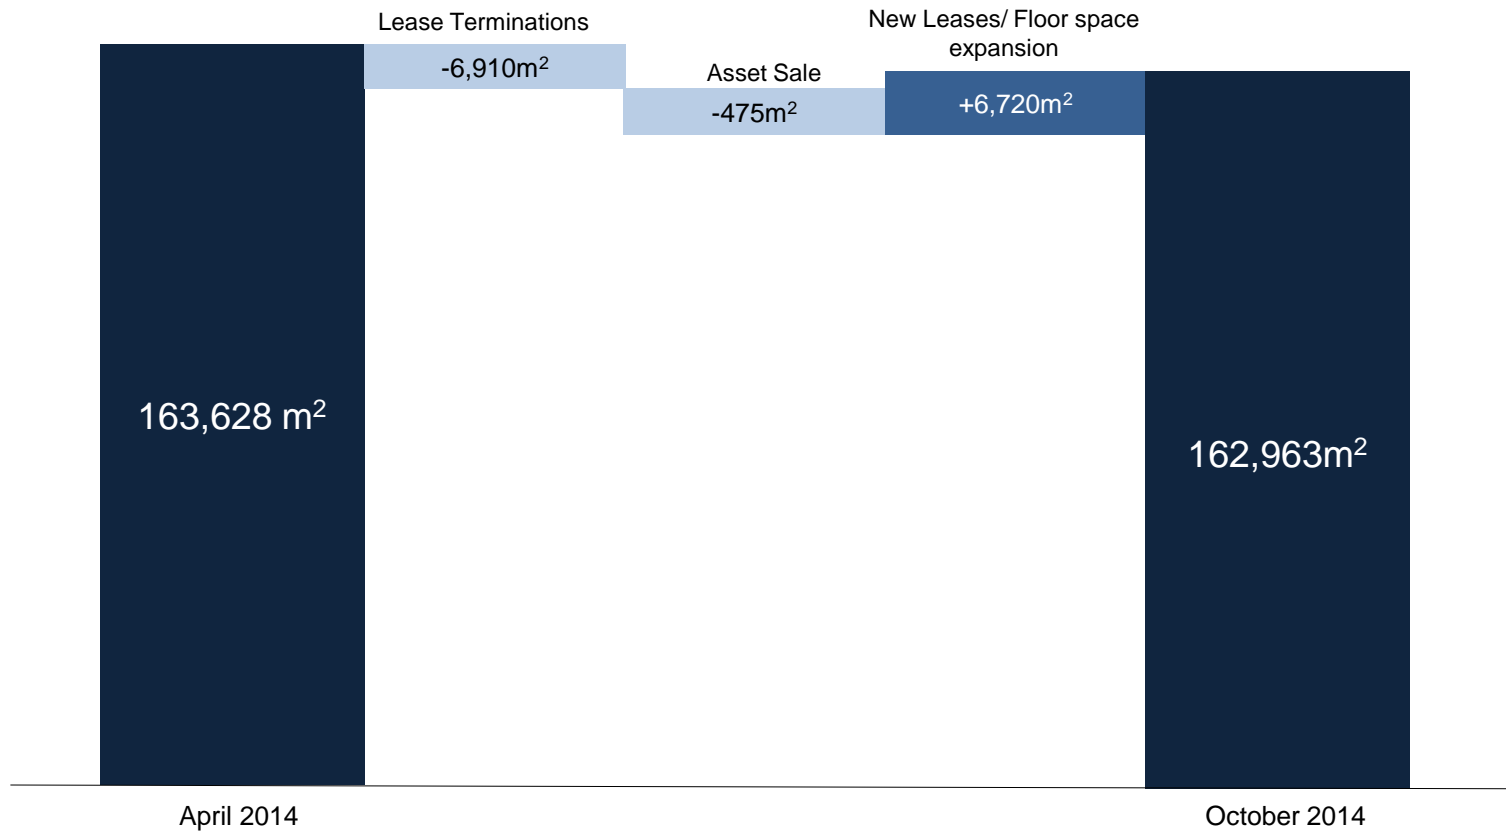 Lease Terminations
-6,910m²
Asset Sale
-475m²
New Leases/ Floor space
expansion
+6,720m²
163,628 m²
162,963m²
April 2014
October 2014